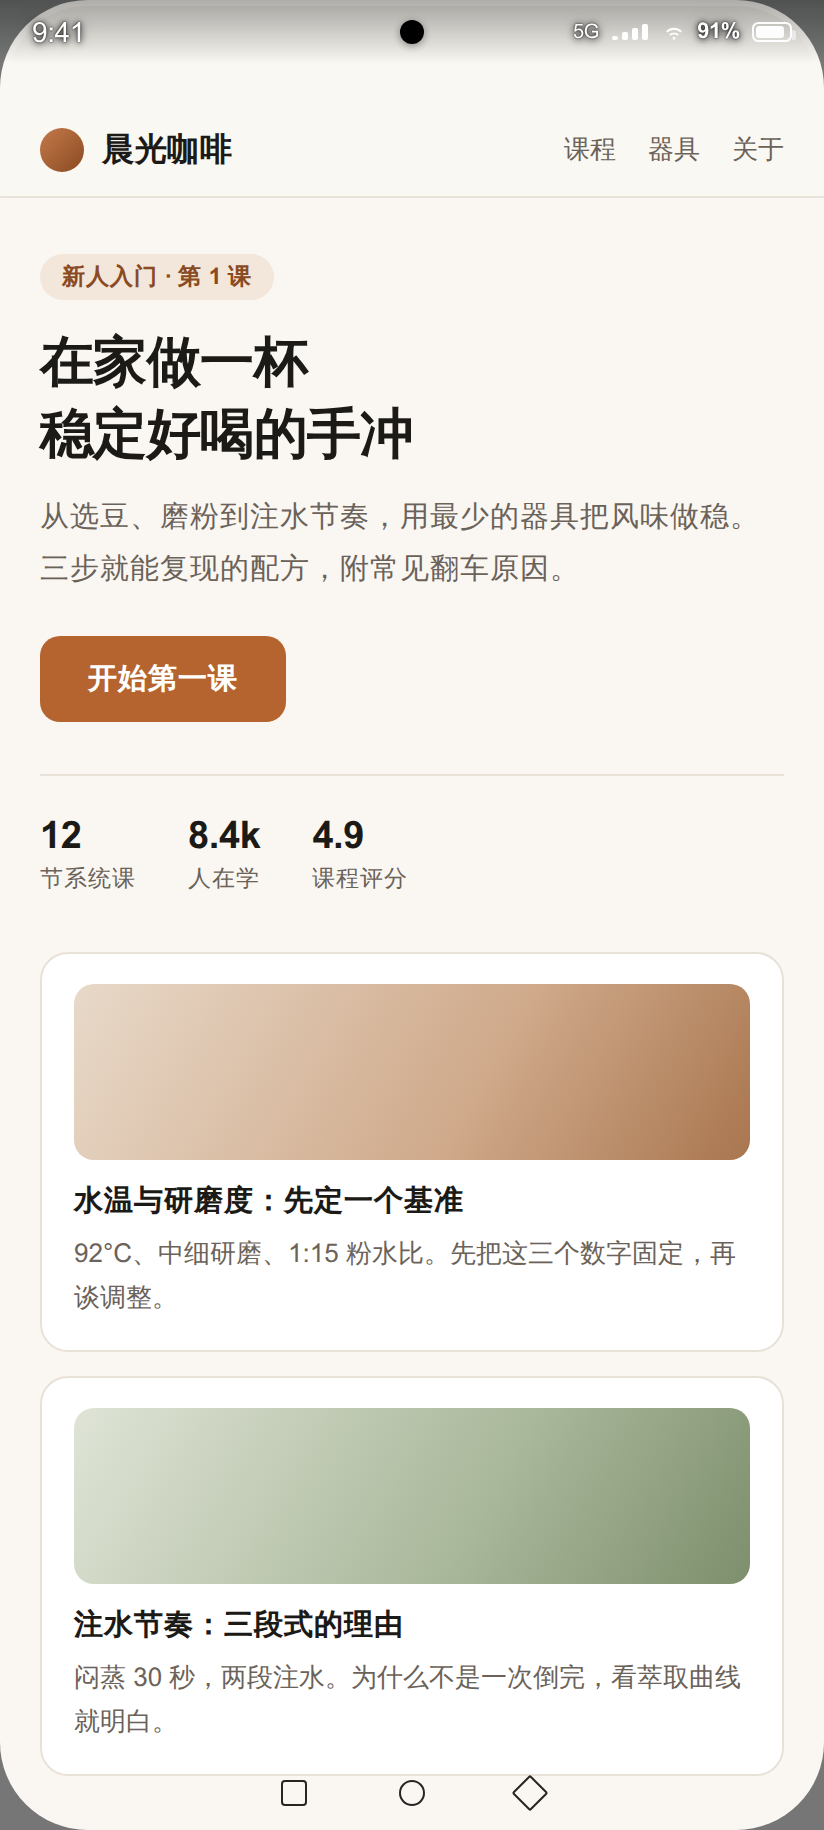 9:41
5G
91%
晨光咖啡
课程 器具 关于
新人入门 · 第 1 课
在家做一杯
稳定好喝的手冲
从选豆、磨粉到注水节奏，用最少的器具把风味做稳。
三步就能复现的配方，附常见翻车原因。
开始第一课
12 8.4k 4.9
节系统课 人在学 课程评分
水温与研磨度：先定一个基准
92°C、中细研磨、1:15 粉水比。先把这三个数字固定，再
谈调整。
注水节奏：三段式的理由
闷蒸 30 秒，两段注水。为什么不是一次倒完，看萃取曲线
就明白。